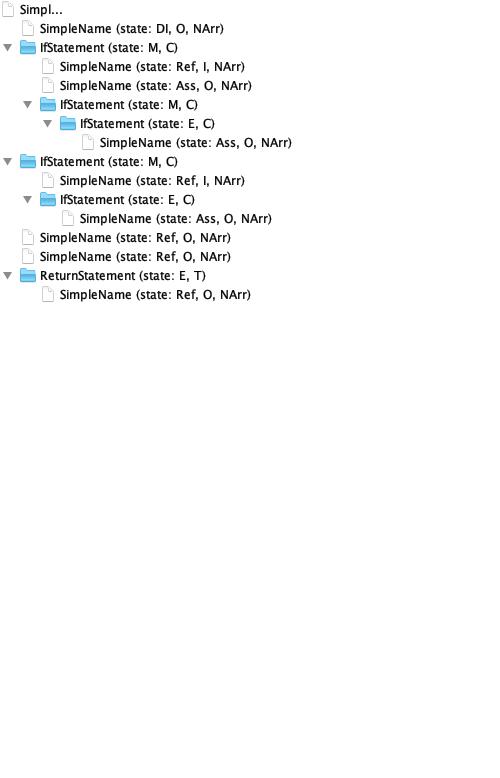 Simpl...
SimpleName (state: DI, O, NArr)
IfStatement (state: M, C)
SimpleName (state: Ref, I, NArr)
SimpleName (state: Ass, O, NArr)
IfStatement (state: M, C)
IfStatement (state: E, C)
SimpleName (state: Ass, O, NArr)
IfStatement (state: M, C)
SimpleName (state: Ref, I, NArr)
IfStatement (state: E, C)
SimpleName (state: Ass, O, NArr)
SimpleName (state: Ref, O, NArr)
SimpleName (state: Ref, O, NArr)
ReturnStatement (state: E, T)
SimpleName (state: Ref, O, NArr)